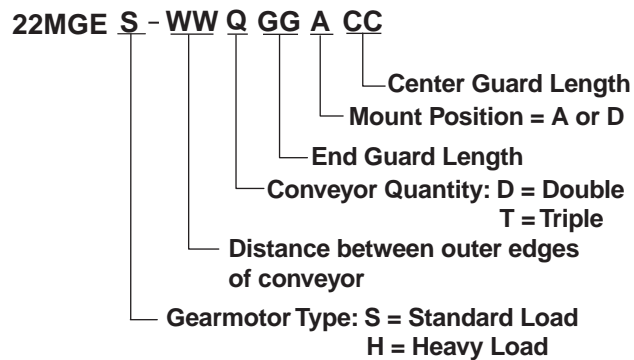 22MGE S - WW Q GG A CC
Center Guard Length
Mount Position = A or D
End Guard Length
Conveyor Quantity: D = Double
T = Triple
Distance between outer edges
of conveyor
Gearmotor Type: S = Standard Load
H = Heavy Load